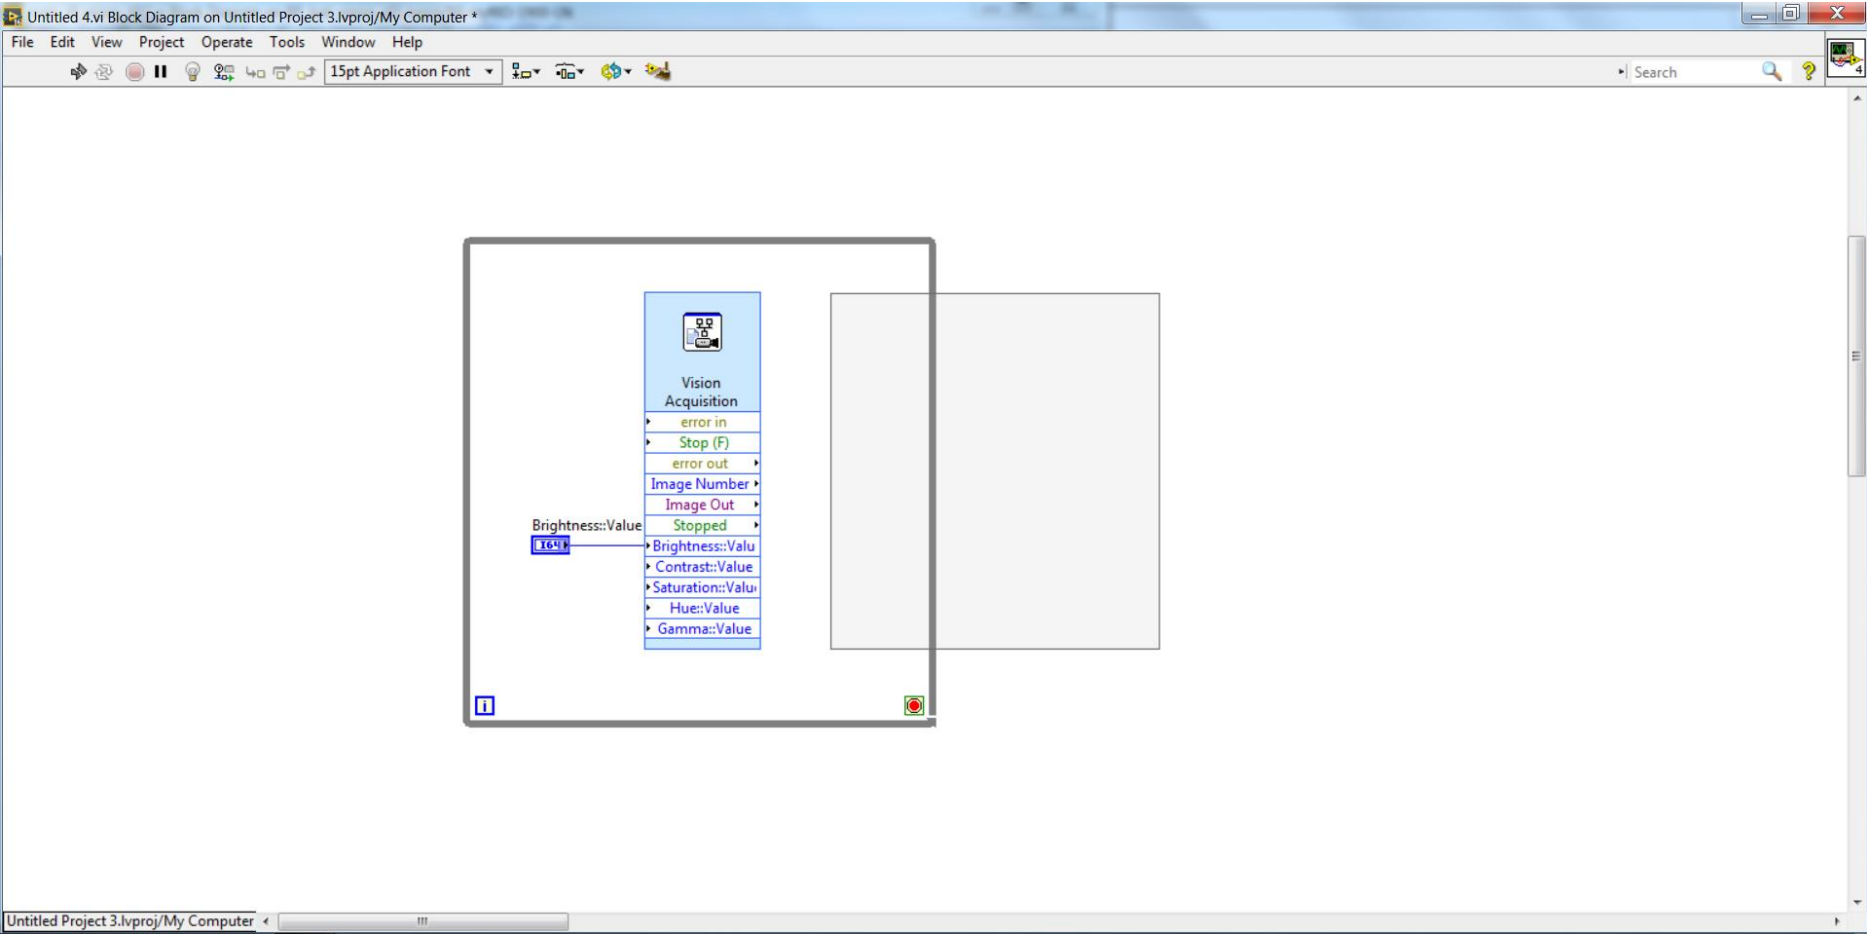 Untitled 4.vi Block Diagram on Untitled Project 3.lvproj/My Computer *
File Edit View Project Operate Tools Window Help
15pt Application Font
Search
4
Vision
Acquisition
error in
Stop (F)
error out
Image Number
Image Out
Brightness::Value
Stopped
I64
Brightness::Valu
Contrast::Value
Saturation::Valu
Hue::Value
Gamma::Value
i
Untitled Project 3.lvproj/My Computer